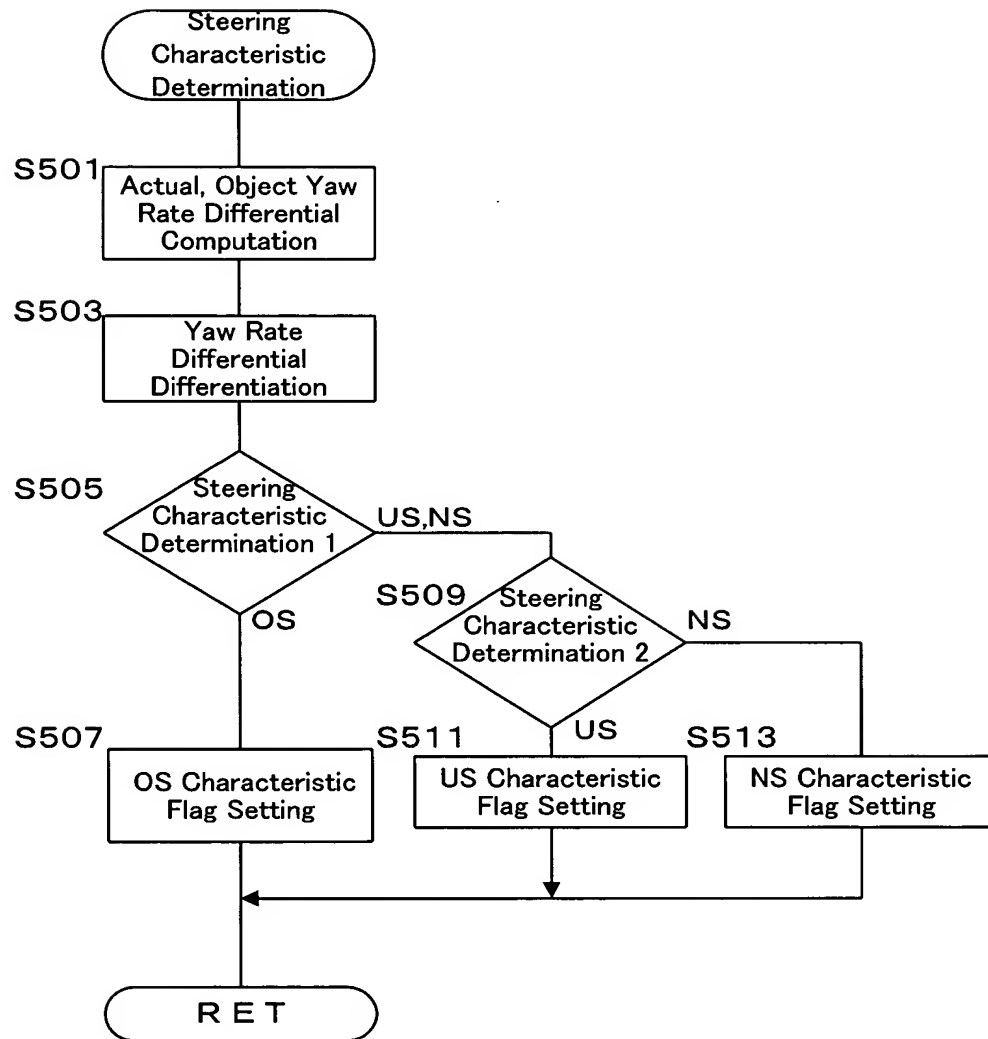 Steering
Characteristic
Determination
S501
Actual, Object Yaw
Rate Differential
Computation
S503
Yaw Rate
Differential
Differentiation
S505
Steering
Characteristic
Determination 1
US,NS
OS
S509
Steering
Characteristic
Determination 2
NS
US
S507
OS Characteristic
Flag Setting
S511
US Characteristic
Flag Setting
S513
NS Characteristic
Flag Setting
RET